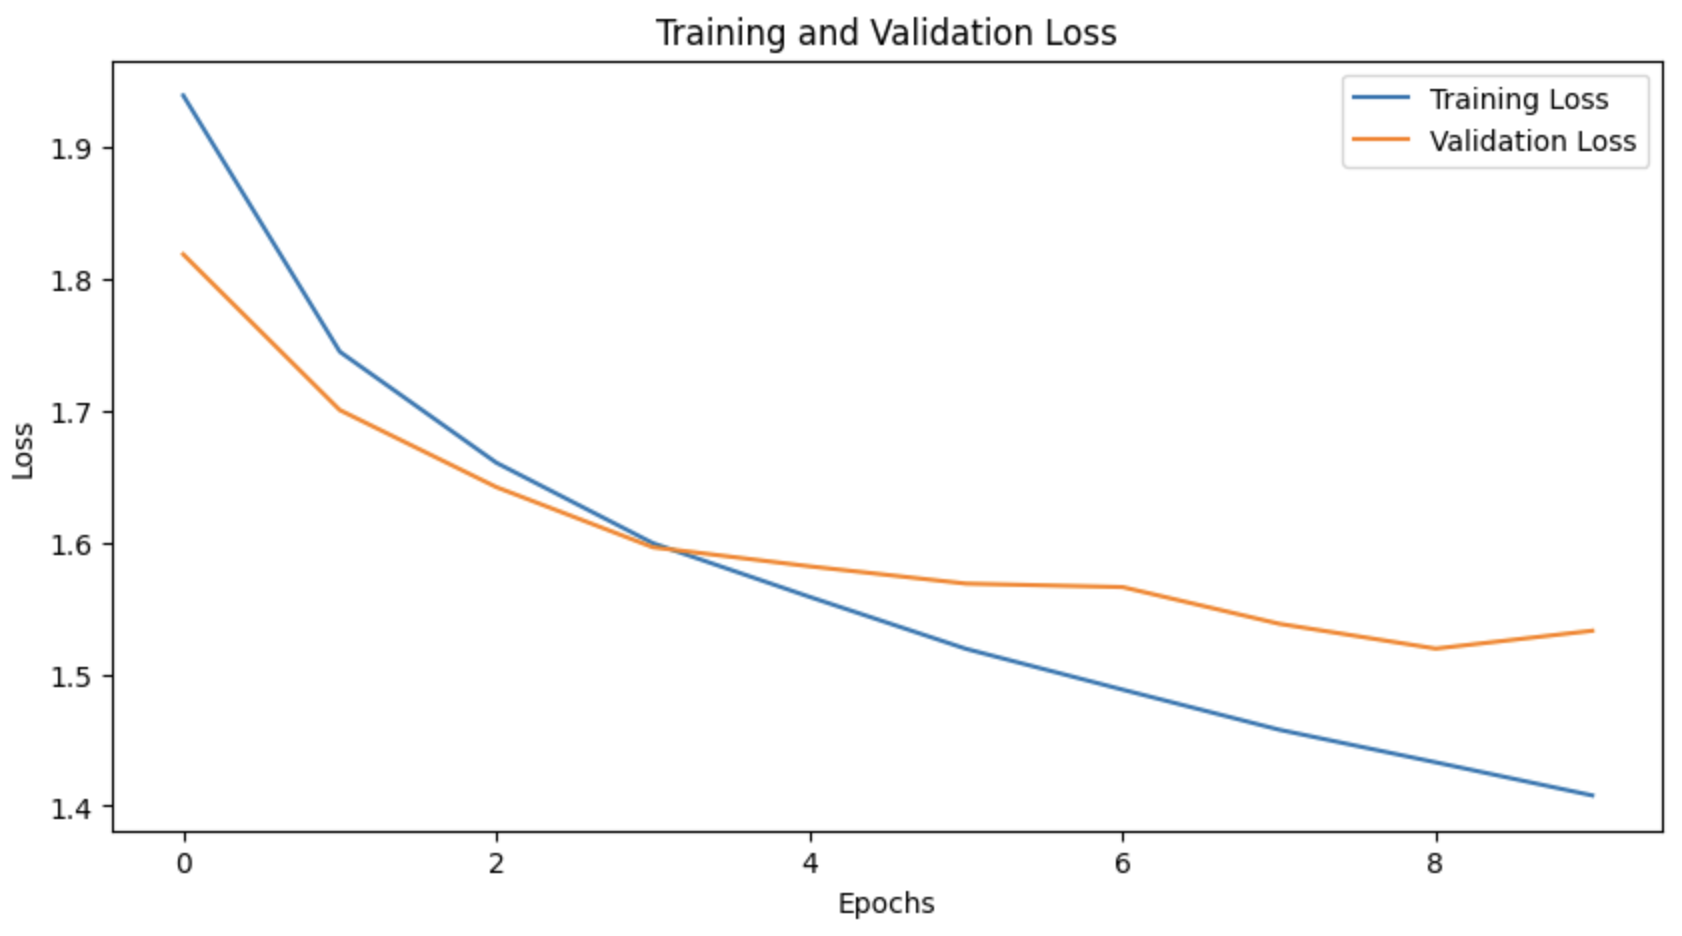 Training and Validation Loss
Training Loss
Validation Loss
Loss
1.9
1.8
1.7
1.6
1.5
1.4
0 2 4 6 8
Epochs